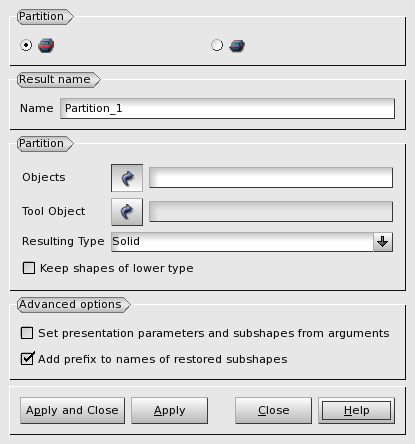 Partition
Result name
Name Partition_1
Partition
Objects
Tool Object
Resulting Type Solid
Keep shapes of lower type
Advanced options
Set presentation parameters and subshapes from arguments
Add prefix to names of restored subshapes
Apply and Close Apply Close Help